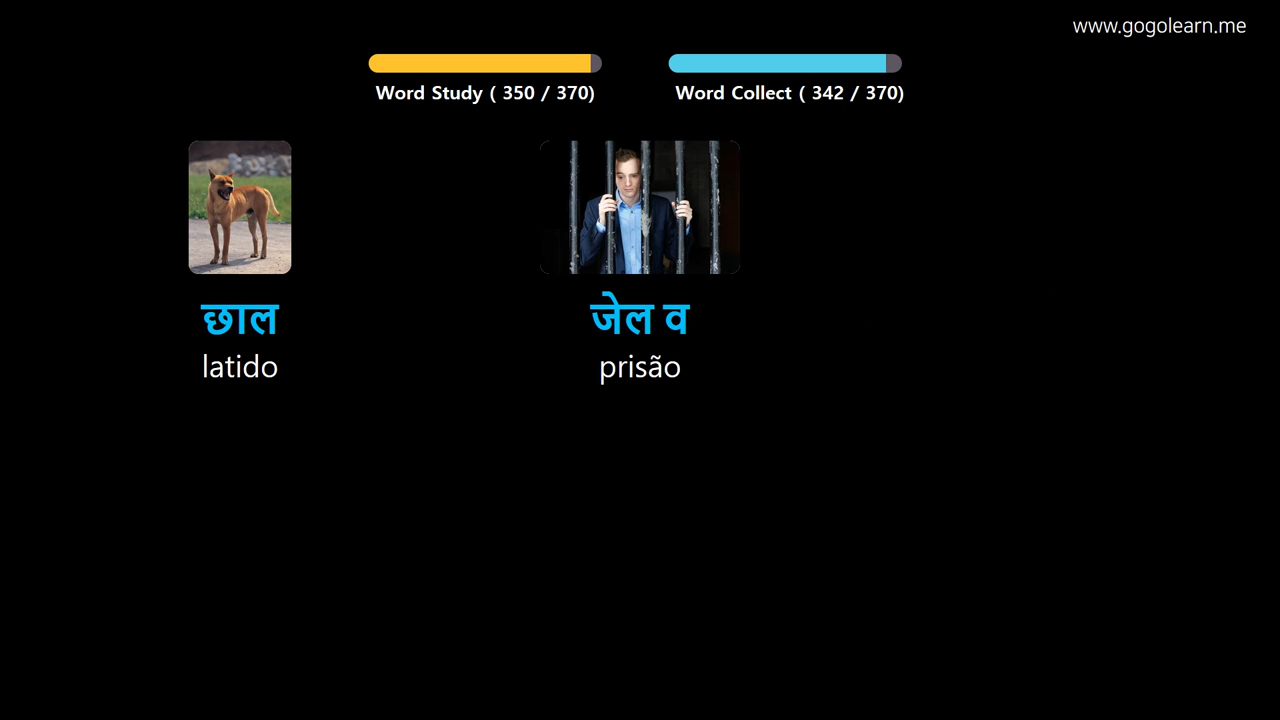 www.gogolearn.me
Word Study ( 350 / 370)
Word Collect ( 342 / 370)
छाल
जेल व
latido
prisão